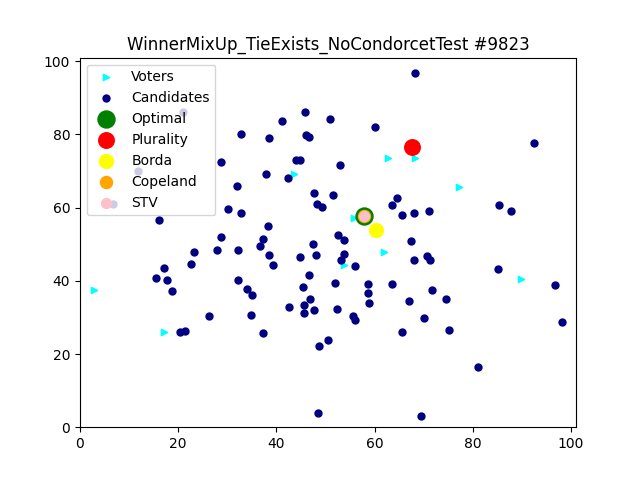 WinnerMixUp_TieExists_NoCondorcetTest #9823
100
80
60
40
20
0
0 20 40 60 80 100
Voters
Candidates
Optimal
Plurality
Borda
Copeland
STV